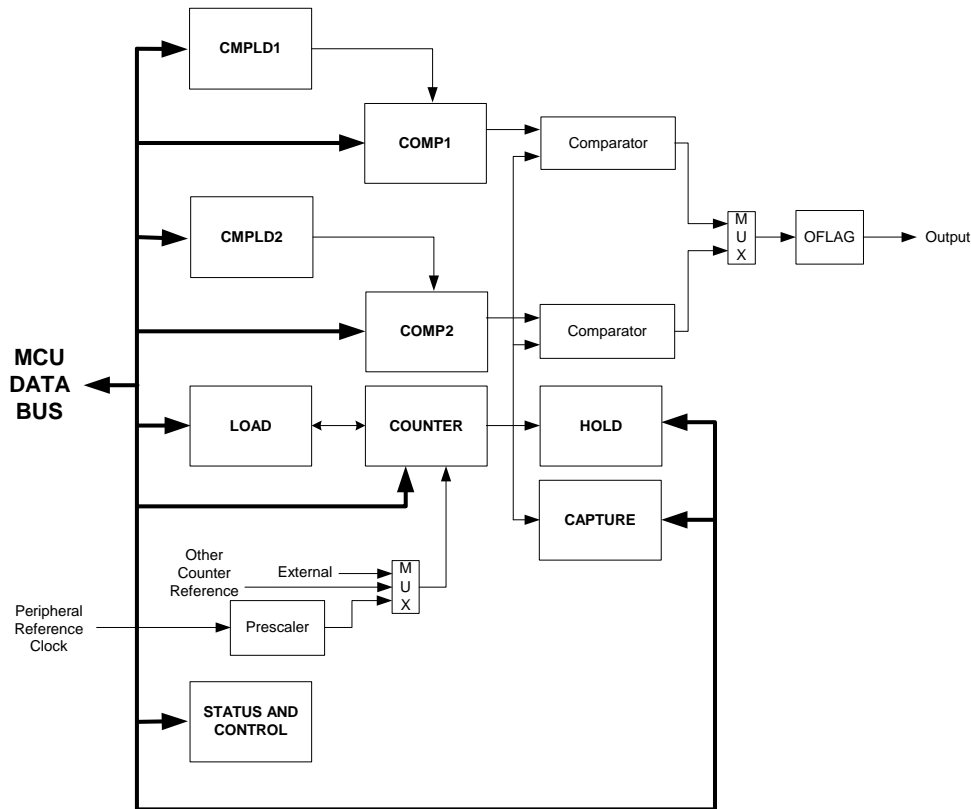 CMPLD1
COMP1
Comparator
CMPLD2
M
U
X
OFLAG
Output
COMP2
Comparator
MCU
DATA
BUS
LOAD
COUNTER
HOLD
CAPTURE
Other
Counter
Reference
External
M
U
X
Peripheral
Reference
Clock
Prescaler
STATUS AND
CONTROL